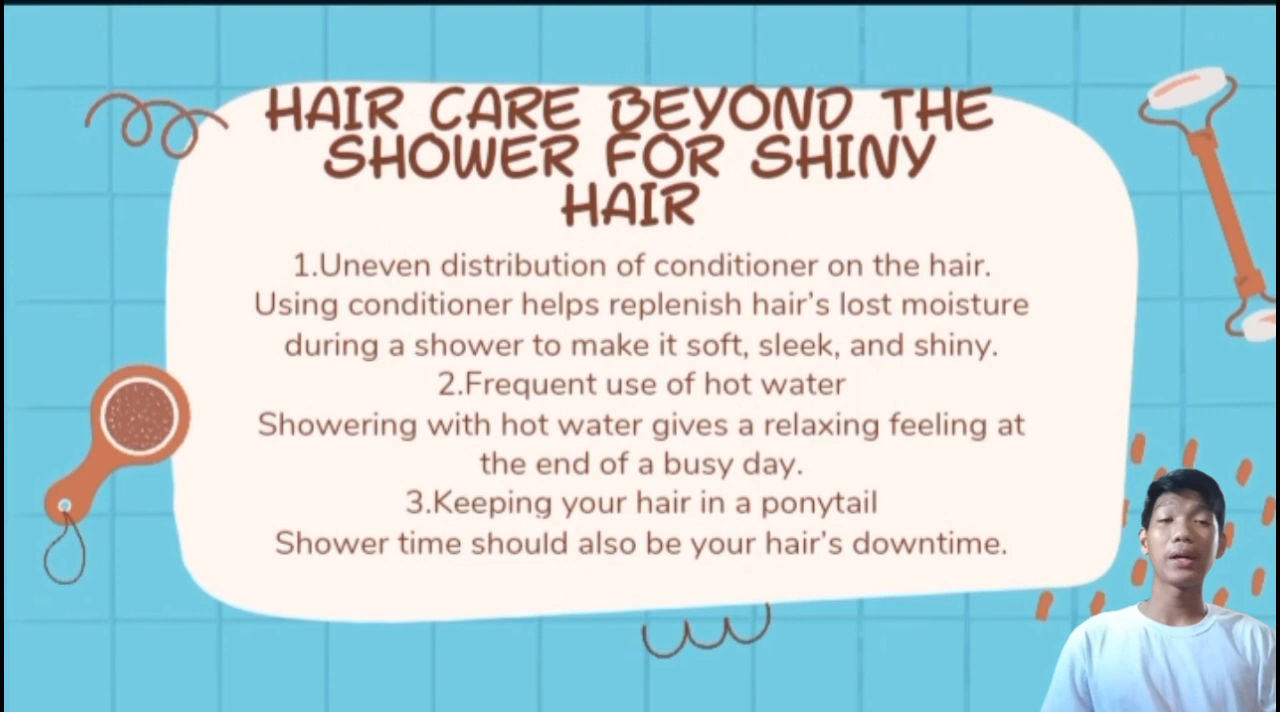 HAIR CARE BEYOND THE
SHOWER FOR SHINY
HAIR
1.Uneven distribution of conditioner on the hair.
Using conditioner helps replenish hair's lost moisture
during a shower to make it soft, sleek, and shiny.
2.Frequent use of hot water
Showering with hot water gives a relaxing feeling at
the end of a busy day.
3.Keeping your hair in a ponytail
Shower time should also be your hair's downtime.